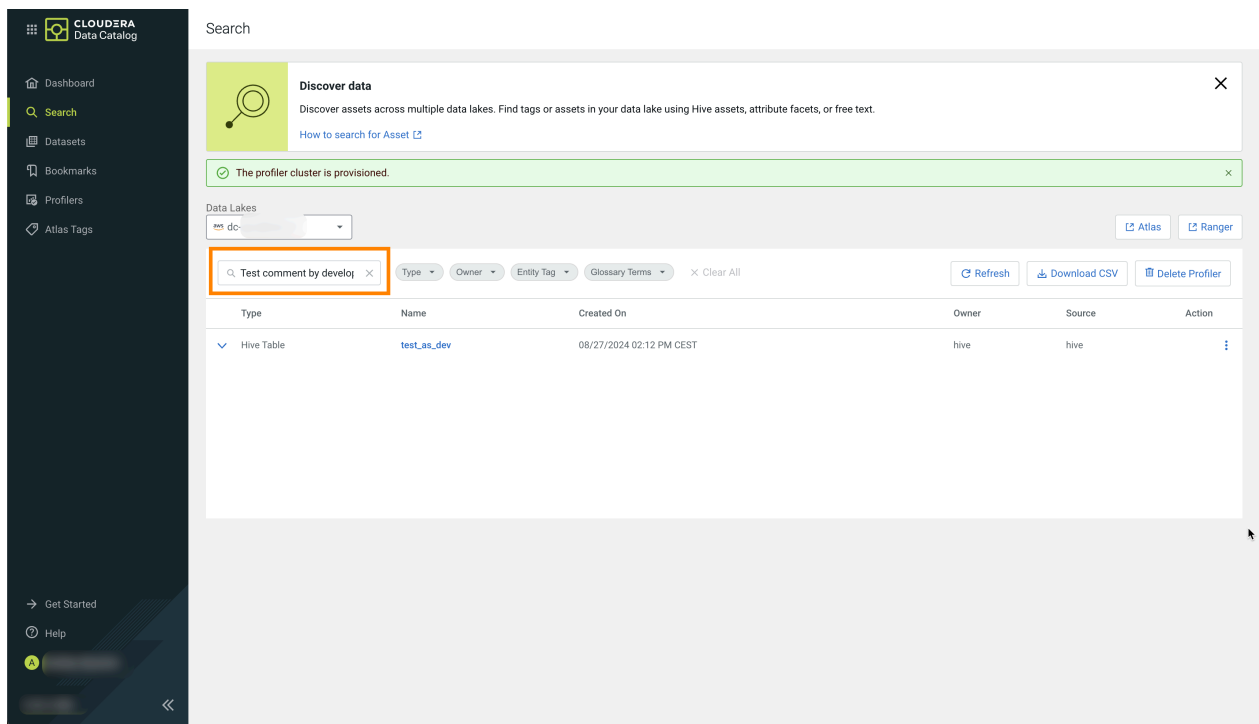 CLOUDERA
Data Catalog
Dashboard
Search
Datasets
Bookmarks
Profilers
Atlas Tags
Get Started
Help
A
Search
Discover data
Discover assets across multiple data lakes. Find tags or assets in your data lake using Hive assets, attribute facets, or free text.
How to search for Asset
The profiler cluster is provisioned.
Data Lakes
aws dc-
Atlas Ranger
Test comment by develop Type Owner Entity Tag Glossary Terms Clear All Refresh Download CSV Delete Profiler
Type Name Created On Owner Source Action
Hive Table test_as_dev 08/27/2024 02:12 PM CEST hive hive